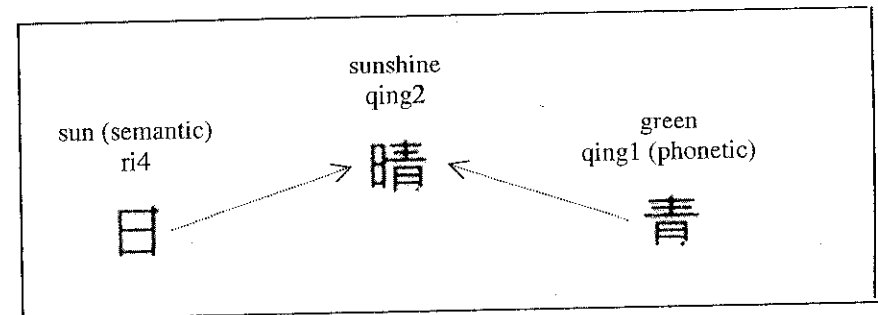 sunshine
qing2
晴
sun (semantic)
ri4
日
green
qing1 (phonetic)
青